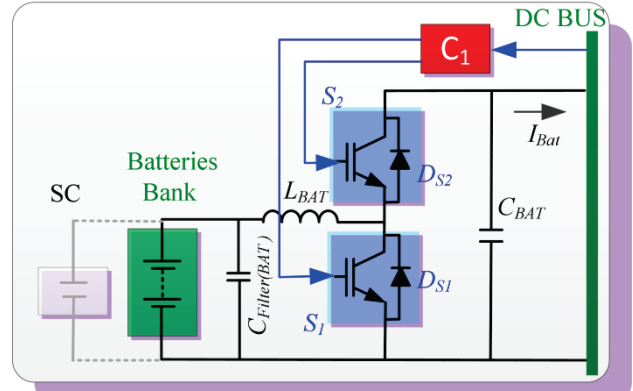 DC BUS
C1
S2
IBat
Batteries
Bank
DS2
SC
LBAT
CBAT
CFilter(BAT)
DS1
S1